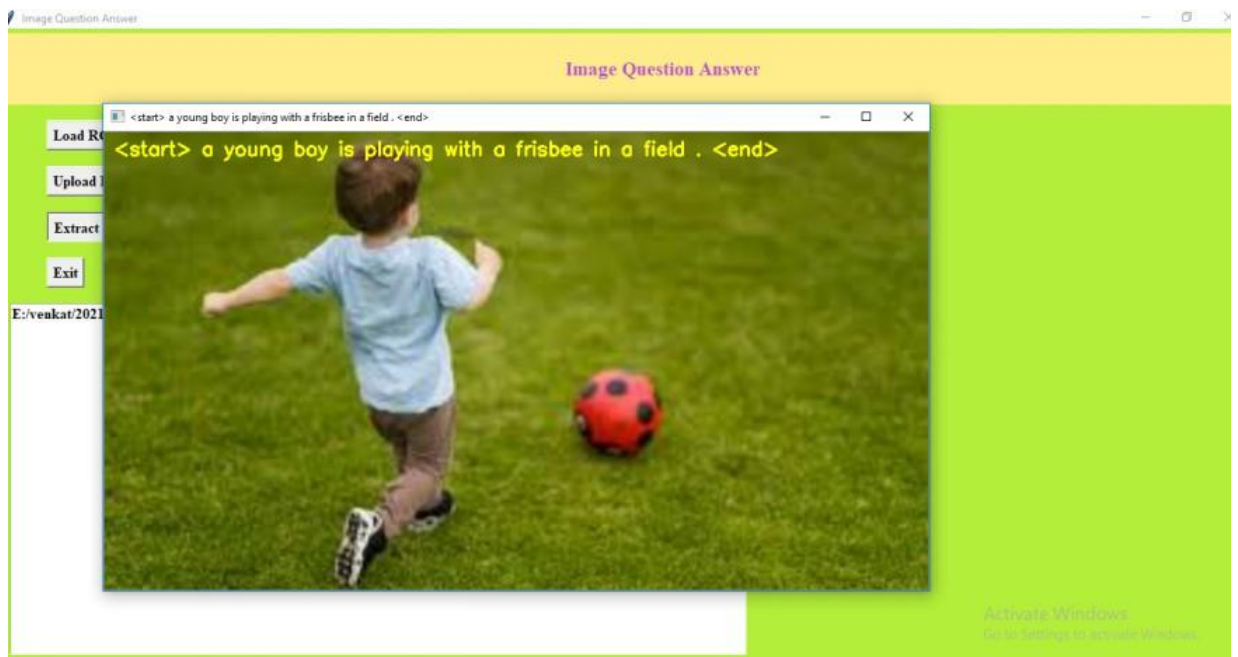 Image Question Answer
Image Question Answer
<start> a young boy is playing with a frisbee in a field . <end>
<start> a young boy is playing with a frisbee in a field . <end>
Load
Upload
Extract
Exit
E:/venkat/2021
Activate Windows
Go to Settings to activate Windows.